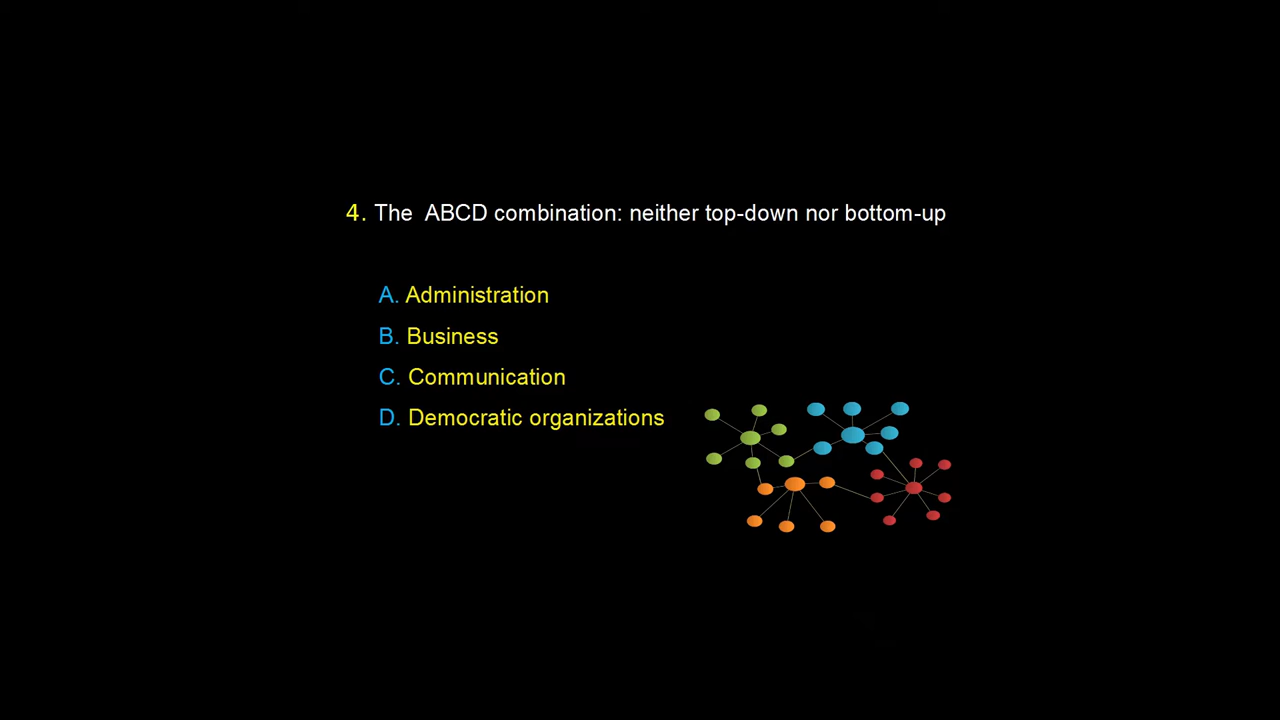 4. The ABCD combination: neither top-down nor bottom-up
A. Administration
B. Business
C. Communication
D. Democratic organizations